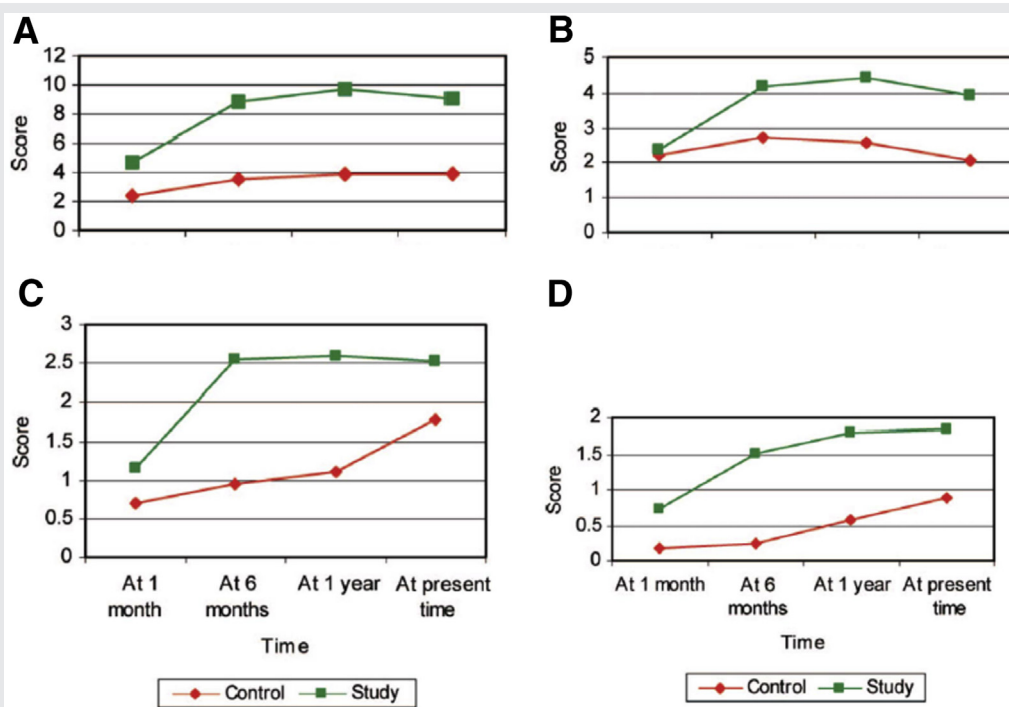 A
12
10
8
6
4
2
0
Score
B
5
4
3
2
1
0
Score
C
3
2.5
2
1.5
1
0.5
0
Score
At 1
month
At 6
months
At 1 year
At present
time
Time
Control
Study
D
2
1.5
1
0.5
0
Score
At 1 month
At 6
months
At 1 year
At present
time
Time
Control
Study